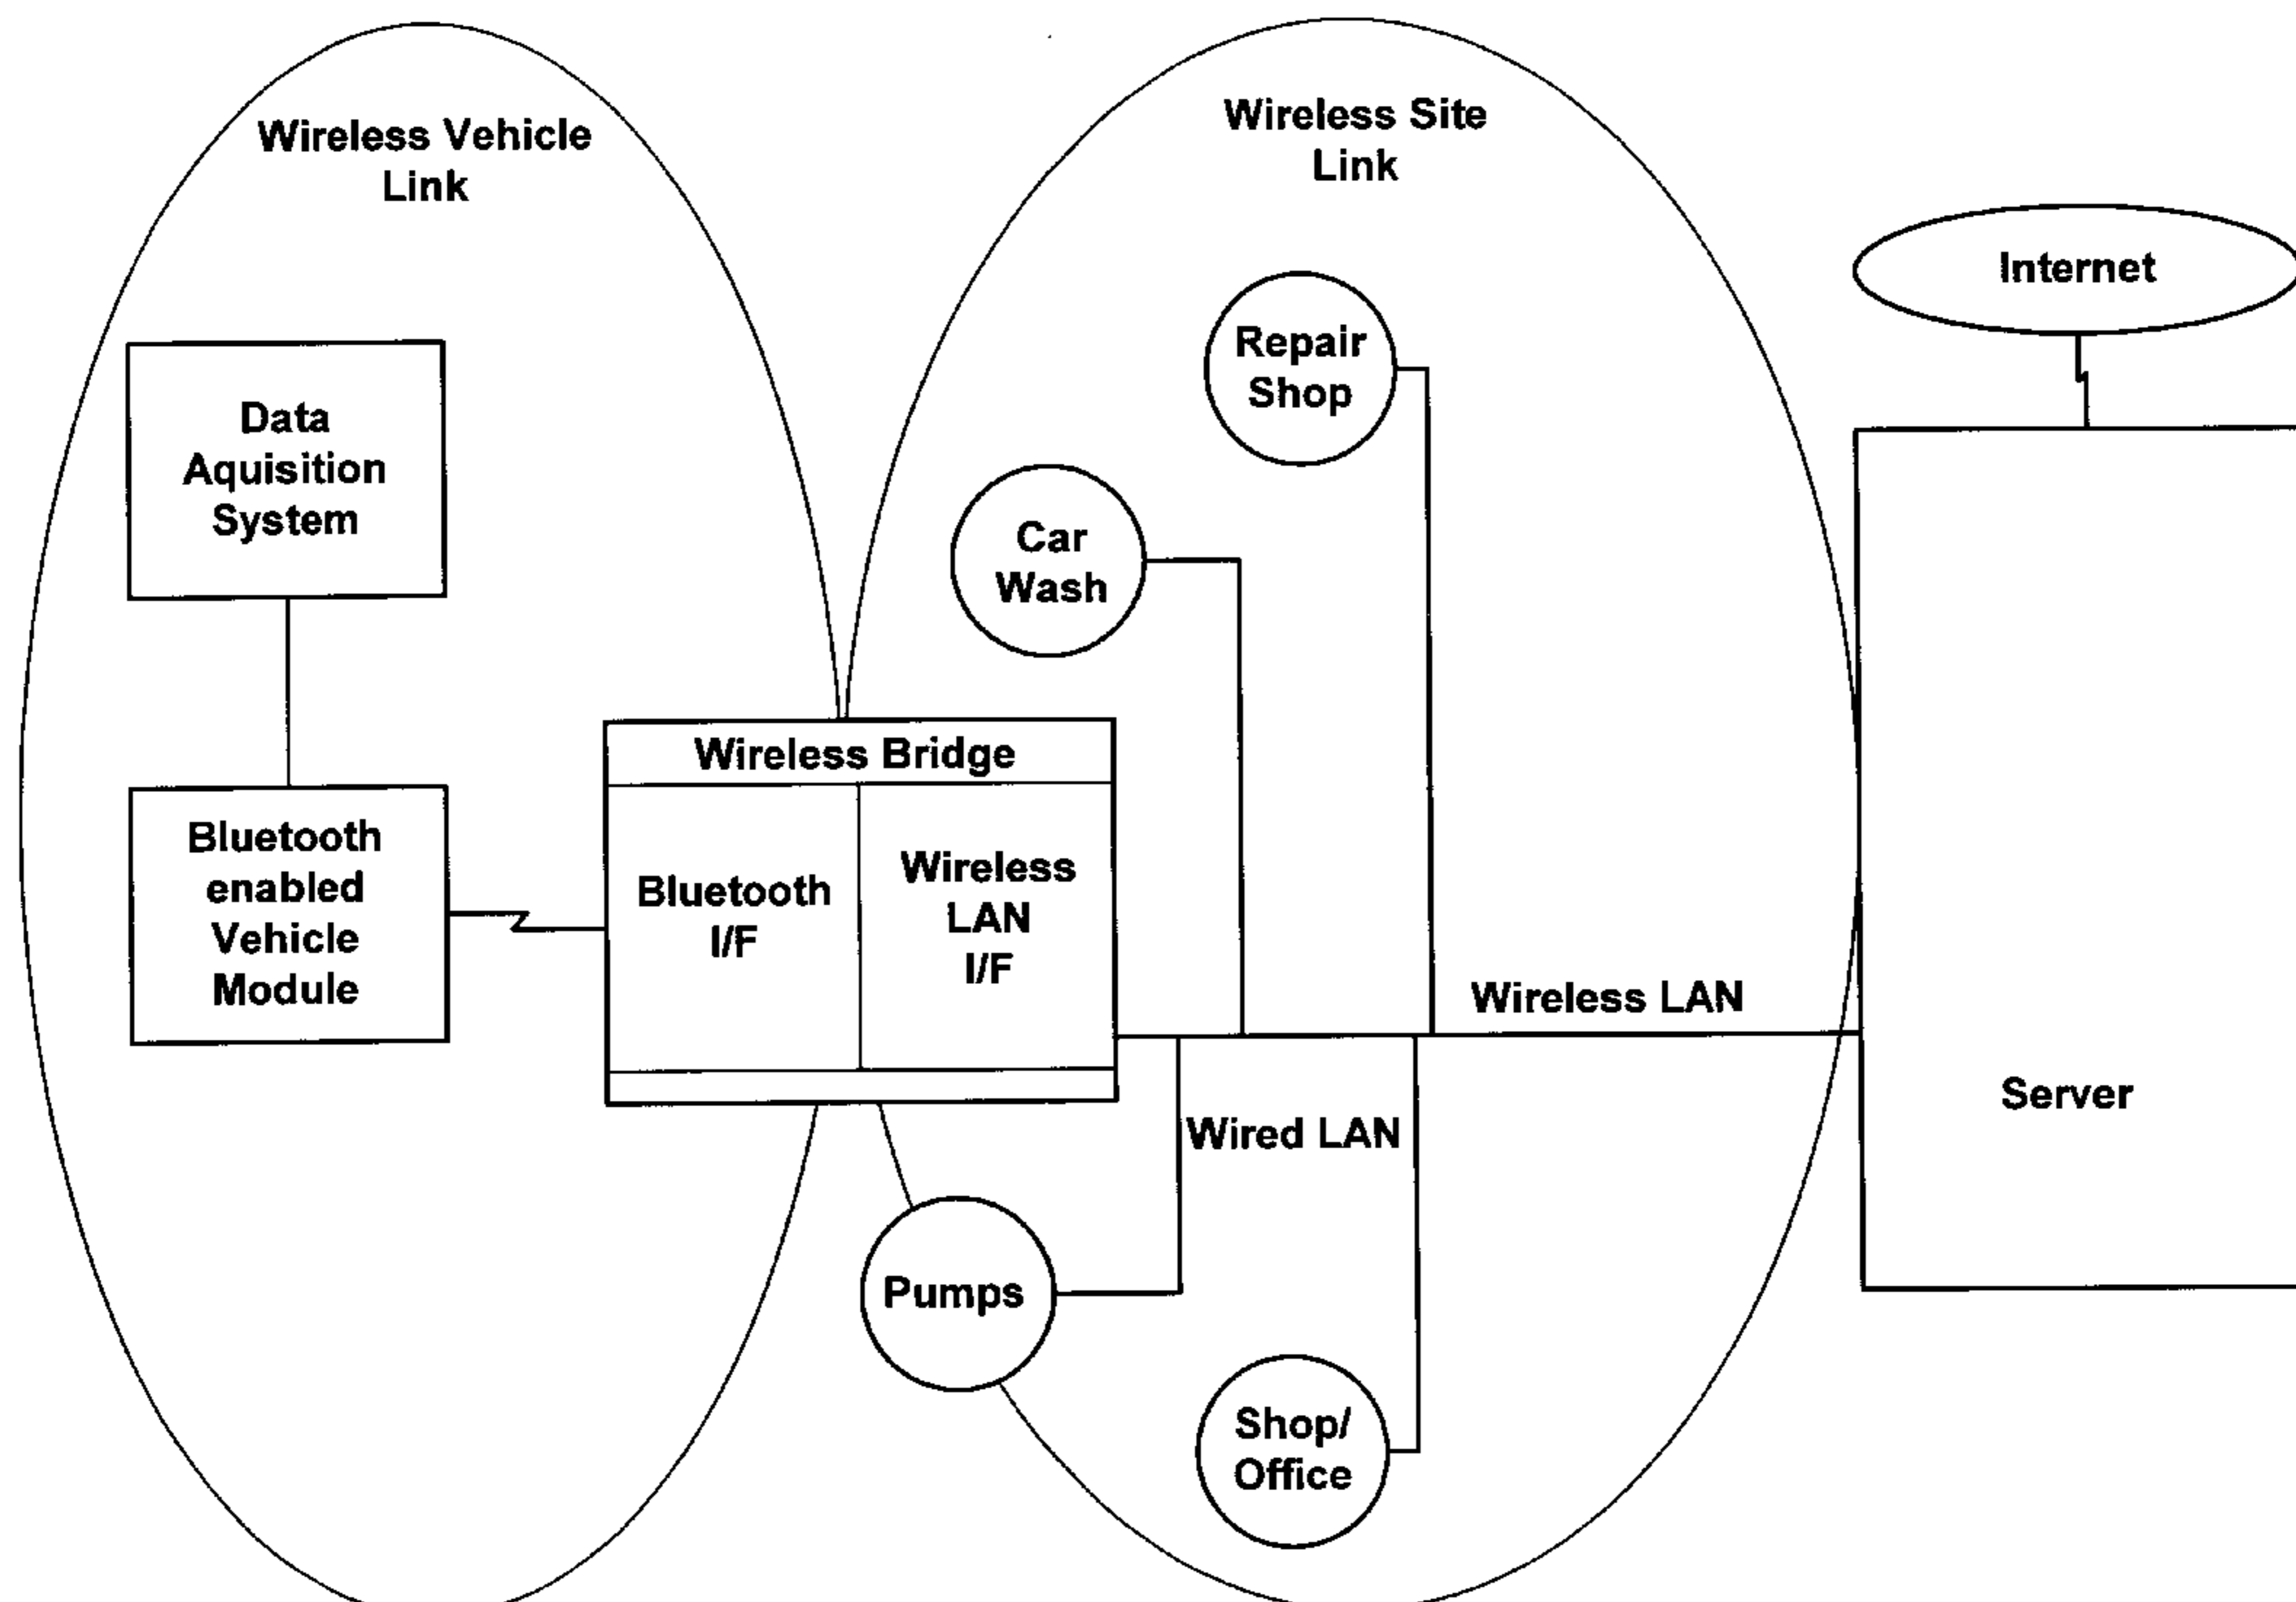 Wireless Vehicle
Link
Wireless Site
Link
Internet
Repair
Shop
Data
Aquisition
System
Car
Wash
Wireless Bridge
Bluetooth
enabled
Vehicle
Module
Bluetooth
I/F
Wireless
LAN
I/F
Wireless LAN
Server
Wired LAN
Pumps
Shop/
Office